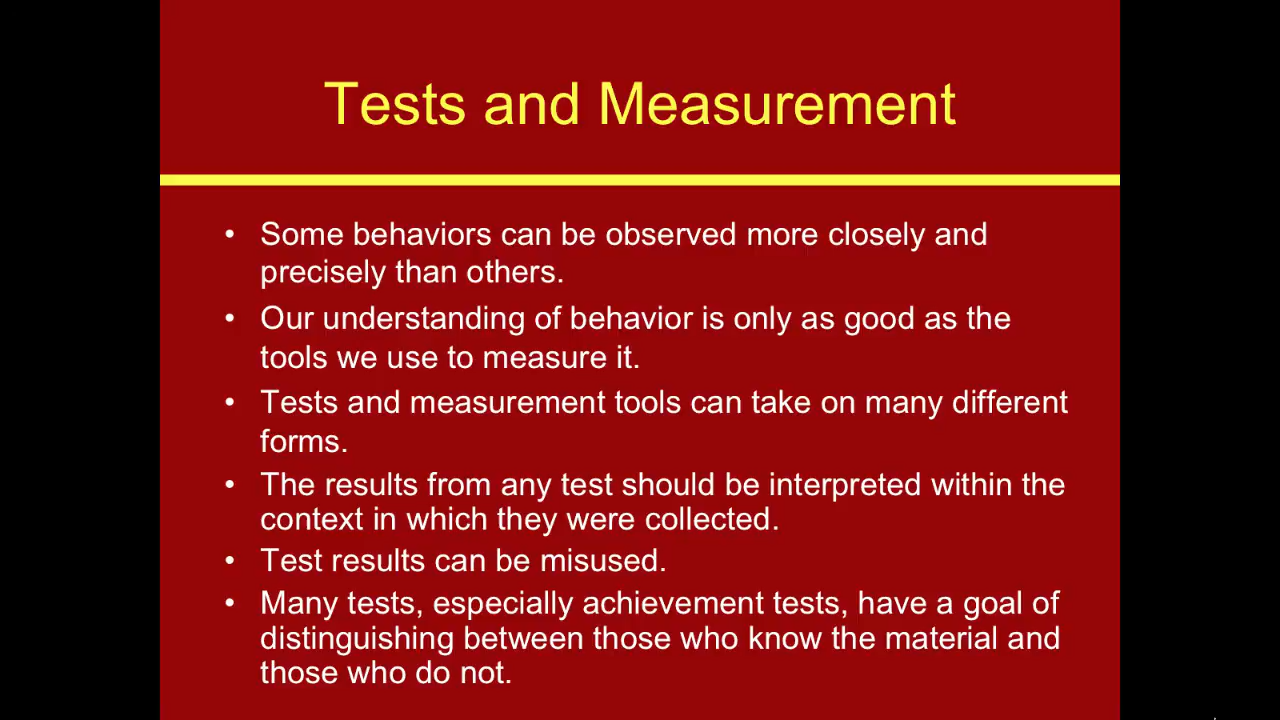 Tests and Measurement
• Some behaviors can be observed more closely and
precisely than others.
• Our understanding of behavior is only as good as the
tools we use to measure it.
• Tests and measurement tools can take on many different
forms.
• The results from any test should be interpreted within the
context in which they were collected.
• Test results can be misused.
• Many tests, especially achievement tests, have a goal of
distinguishing between those who know the material and
those who do not.